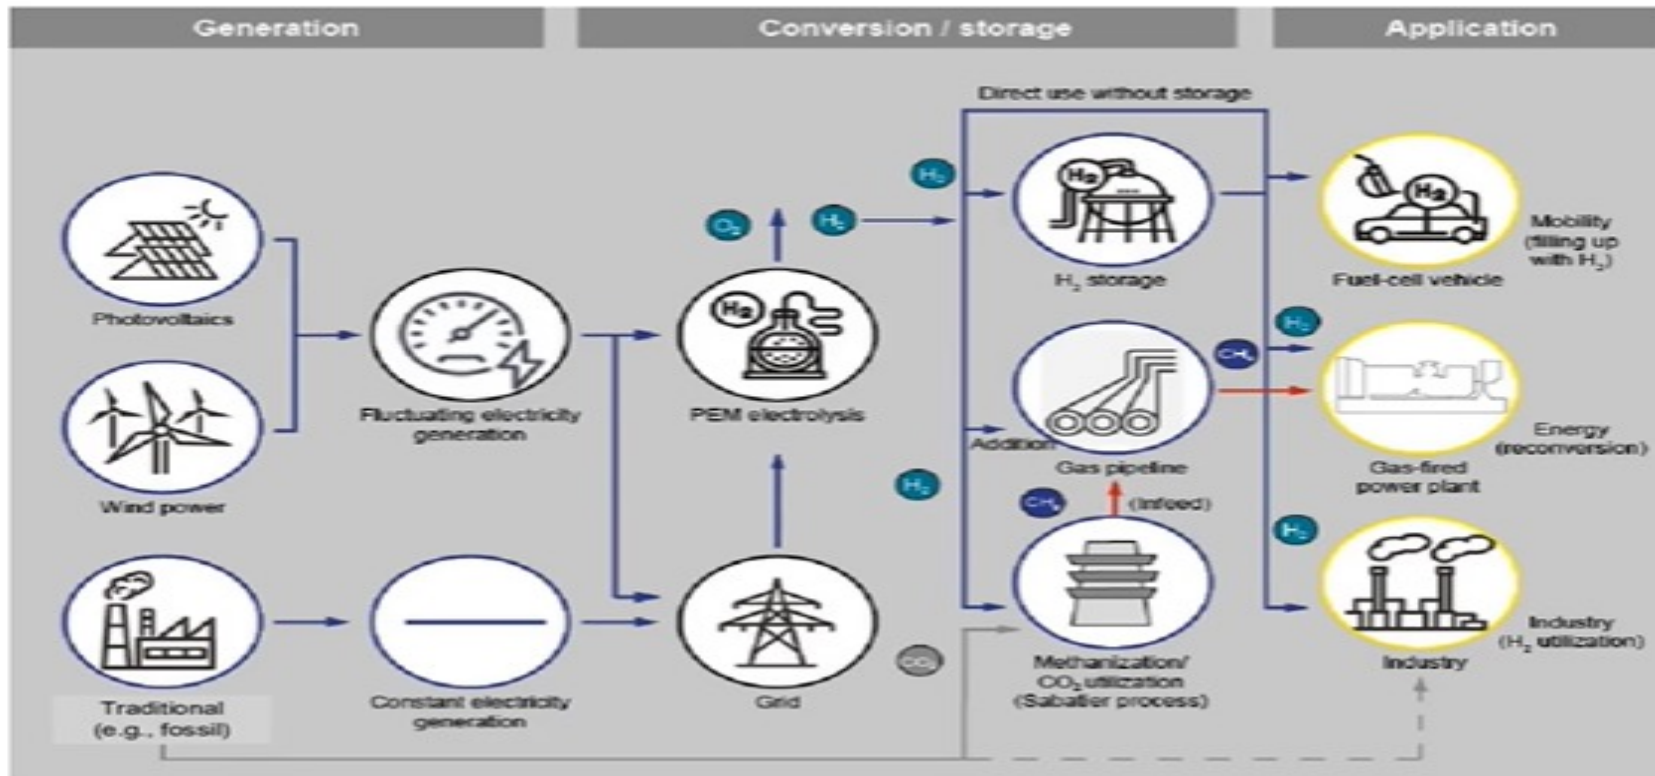 Generation
Conversion / storage
Application
Direct use without storage
H₂
H₂
O₂
H₂
H₂
Mobility
(filling up
with H₂)
Photovoltaics
H₂ storage
Fuel-cell vehicle
H₂
H₂
CH₄
Fluctuating electricity
generation
PEM electrolysis
Addition
Gas pipeline
Energy
(reconversion)
Gas-fired
power plant
Wind power
H₂
CH₄
(Infeed)
H₂
Industry
(H₂ utilization)
CO₂
Methanization/
CO₂ utilization
(Sabatier process)
Industry
Traditional
(e.g., fossil)
Constant electricity
generation
Grid